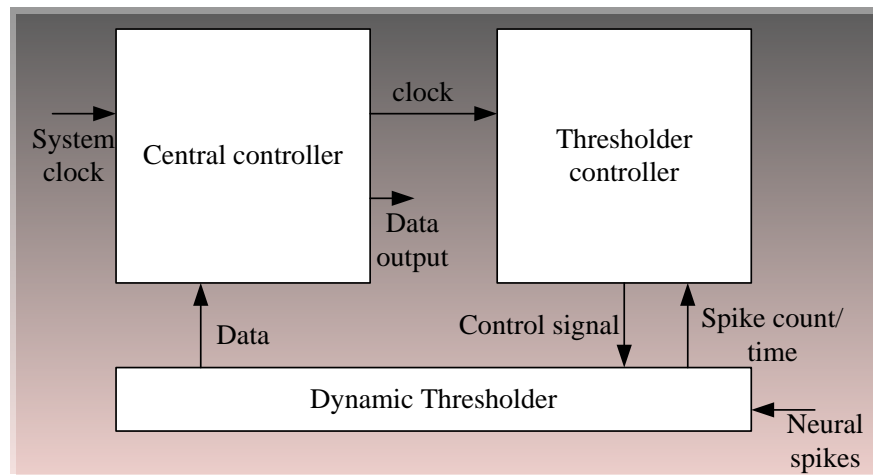 System
clock
Central controller
clock
Data
output
Thresholder
controller
Data
Control signal
Spike count/
time
Dynamic Thresholder
Neural
spikes